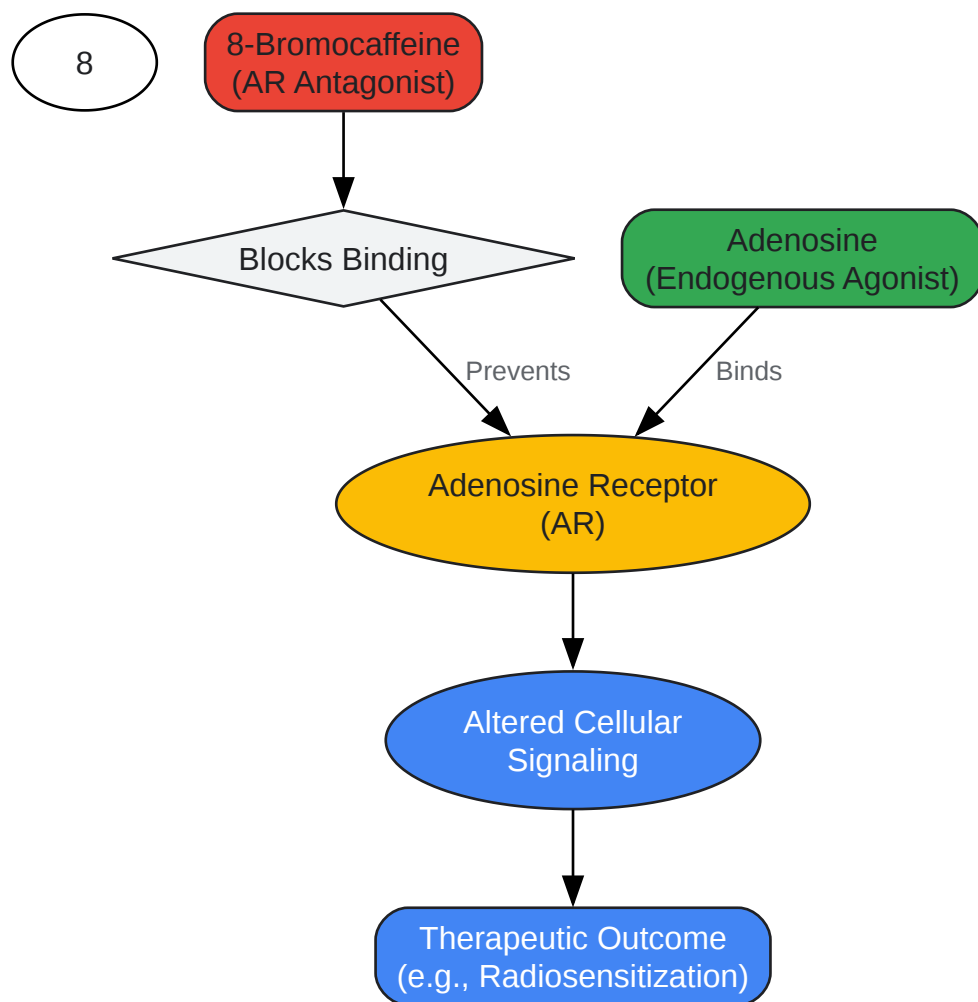 8
8-Bromocaffeine
(AR Antagonist)
Blocks Binding
Adenosine
(Endogenous Agonist)
Prevents
Binds
Adenosine Receptor
(AR)
Altered Cellular
Signaling
Therapeutic Outcome
(e.g., Radiosensitization)